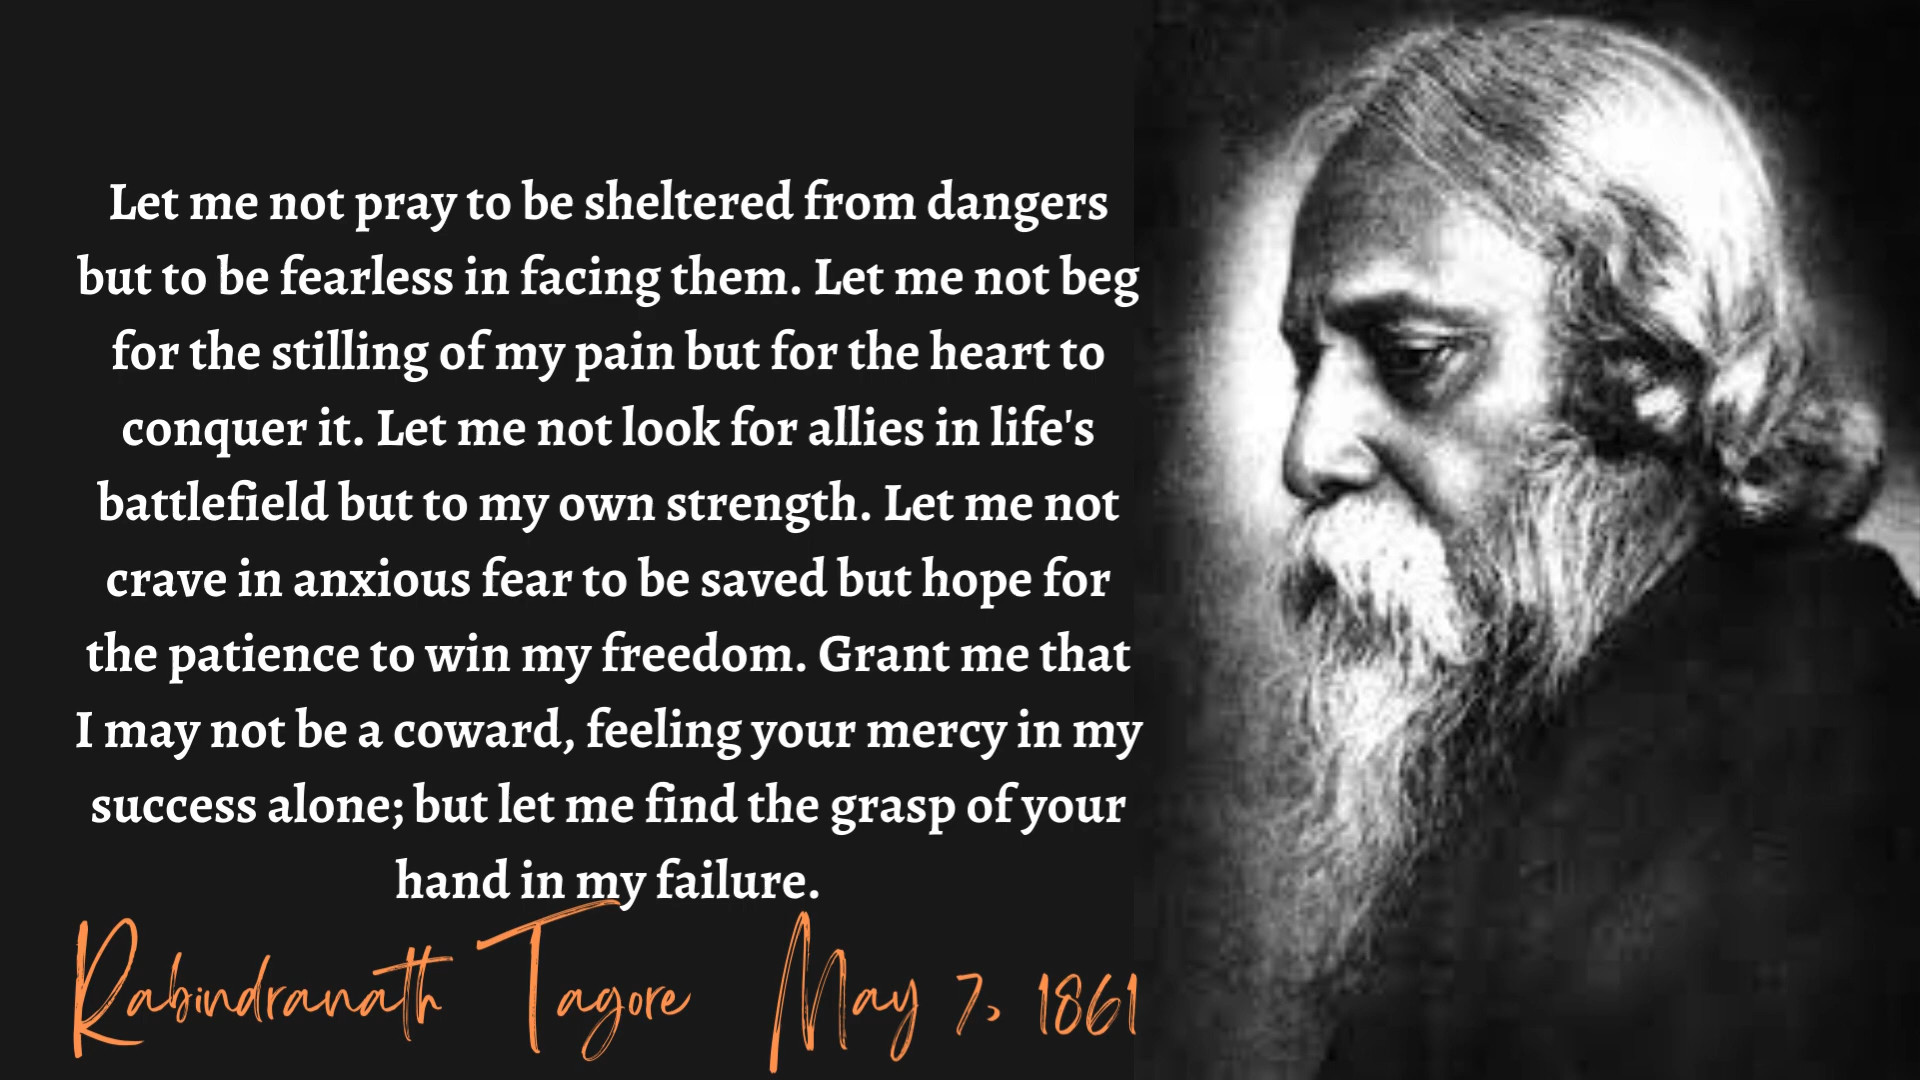 Let me not pray to be sheltered from dangers
but to be fearless in facing them. Let me not beg
for the stilling of my pain but for the heart to
conquer it. Let me not look for allies in life's
battlefield but to my own strength. Let me not
crave in anxious fear to be saved but hope for
the patience to win my freedom. Grant me that
I may not be a coward, feeling your mercy in my
success alone; but let me find the grasp of your
hand in my failure.
Rabindranath Tagore May 7, 1861